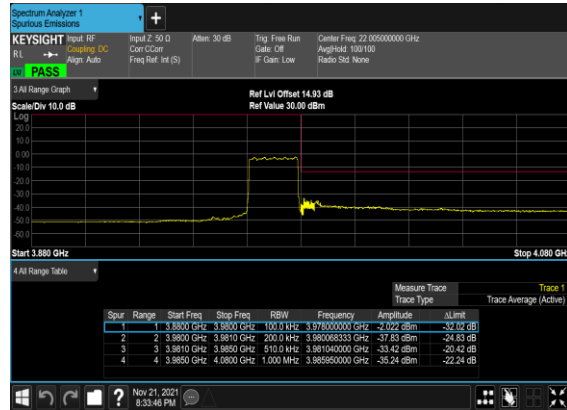 Spectrum Analyzer 1
Spurious Emissions
KEYSIGHT
RL
PASS
Input: RF
Coupling: DC
Align: Auto
Input Z: 50 Ω
Corr CCorr
Freq Ref: Int (S)
Atten: 30 dB
Trig: Free Run
Gate: Off
IF Gain: Low
Center Freq: 22.005000000 GHz
Avg|Hold: 100/100
Radio Std: None
3 All Range Graph
Ref Lvl Offset 14.93 dB
Scale/Div 10.0 dB
Ref Value 30.00 dBm
Log
20.0
10.0
0.00
-10.0
-20.0
-30.0
-40.0
-50.0
-60.0
Start 3.880 GHz
Stop 4.080 GHz
4 All Range Table
Measure Trace Trace 1
Trace Type Trace Average (Active)
Spur Range Start Freq Stop Freq RBW Frequency Amplitude ΔLimit
1 1 3.8800 GHz 3.9800 GHz 100.0 kHz 3.978000000 GHz -2.022 dBm -32.02 dB
2 2 3.9800 GHz 3.9810 GHz 200.0 kHz 3.980068333 GHz -37.83 dBm -24.83 dB
3 3 3.9810 GHz 3.9850 GHz 510.0 kHz 3.981040000 GHz -33.42 dBm -20.42 dB
4 4 3.9850 GHz 4.0800 GHz 1.000 MHz 3.985950000 GHz -35.24 dBm -22.24 dB
Nov 21, 2021
8:33:46 PM